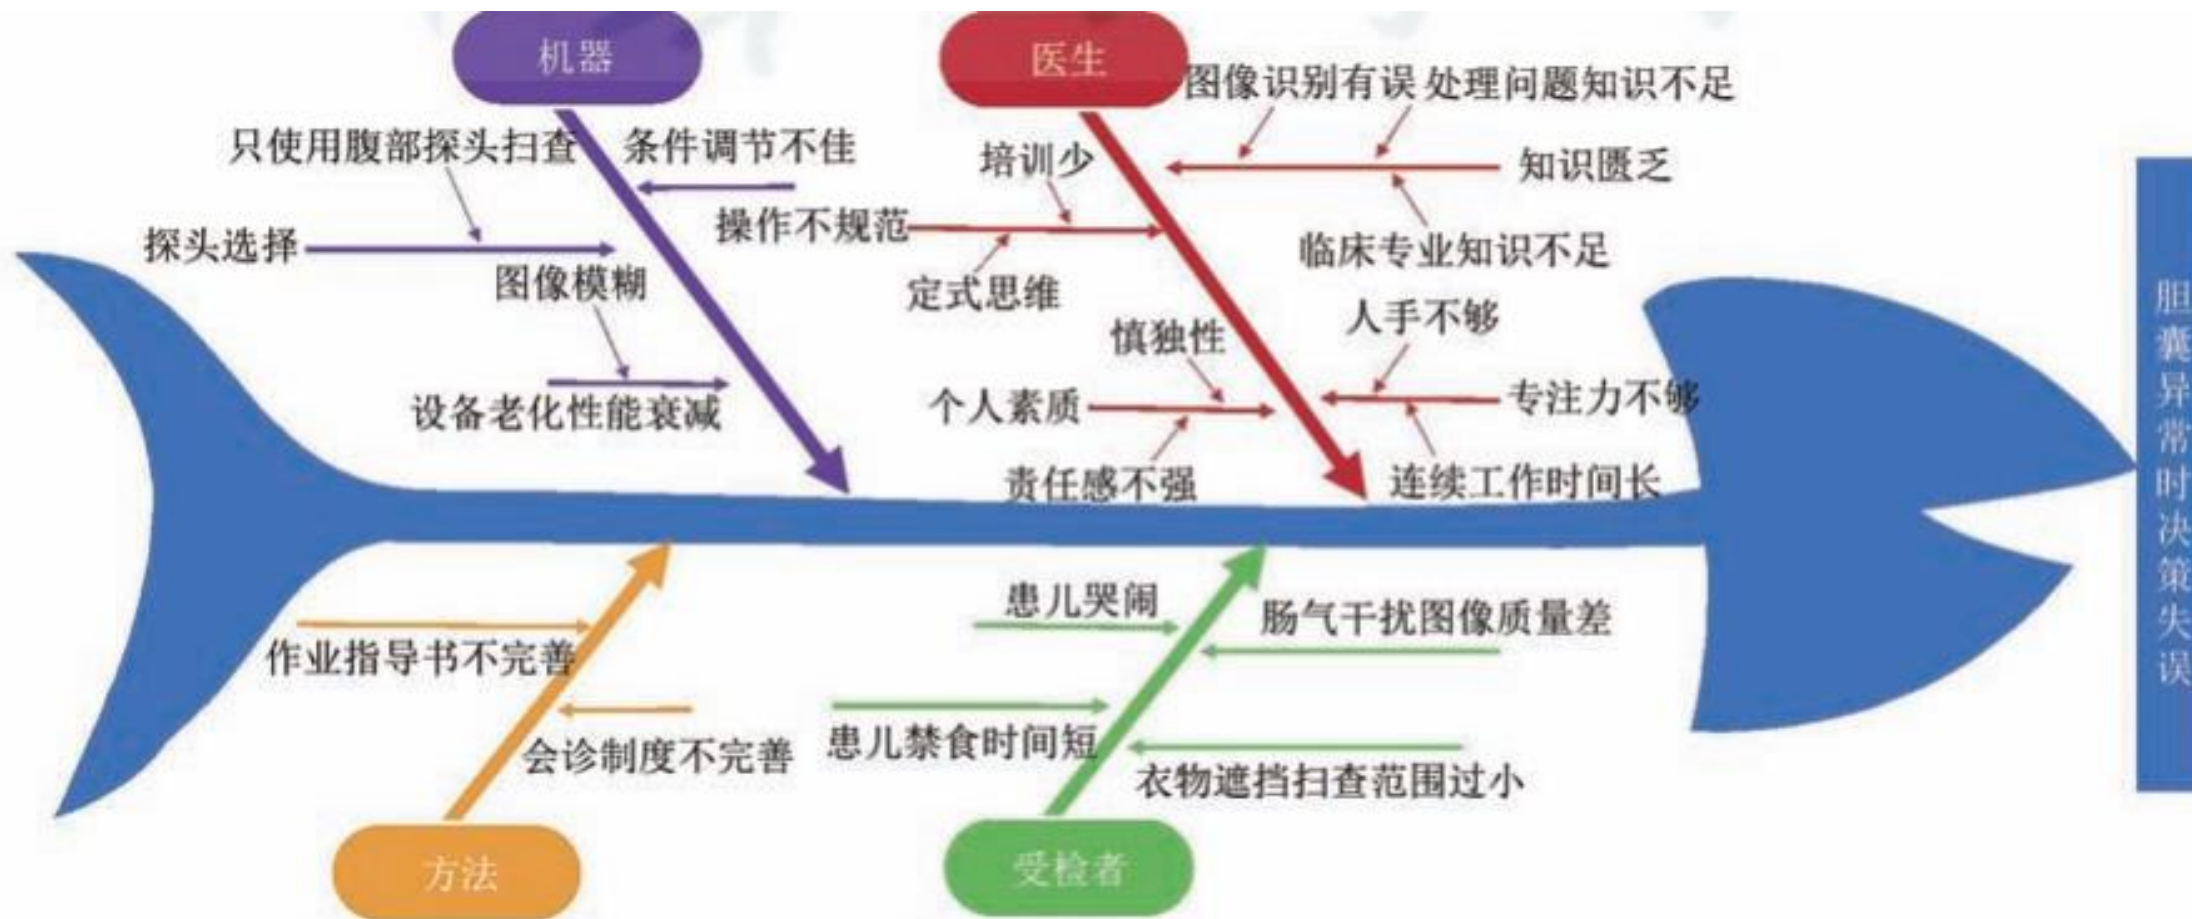 机器
医生
图像识别有误 处理问题知识不足
只使用腹部探头扫查
条件调节不佳
培训少
知识匮乏
操作不规范
探头选择
临床专业知识不足
图像模糊
定式思维
人手不够
慎独性
设备老化性能衰减
个人素质
专注力不够
责任感不强
连续工作时间长
胆囊异常时决策失误
患儿哭闹
肠气干扰图像质量差
作业指导书不完善
会诊制度不完善
患儿禁食时间短
衣物遮挡扫查范围过小
方法
受检者